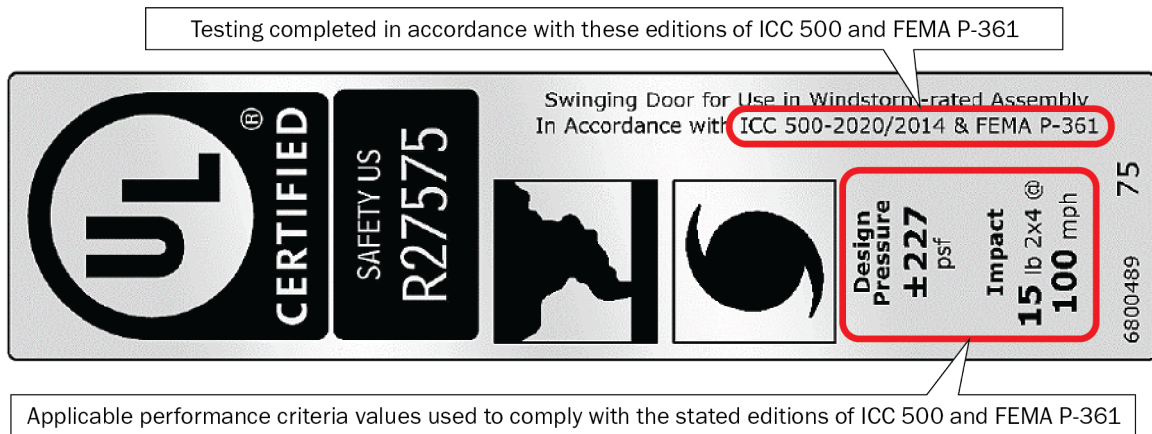 Testing completed in accordance with these editions of ICC 500 and FEMA P-361
Swinging Door for Use in Windstorm-rated Assembly
In Accordance with ICC 500-2020/2014 & FEMA P-361
UL
®
CERTIFIED
SAFETY US
R27575
Design
Pressure
±227
psf
Impact
15 lb 2x4 @
100 mph
6800489 75
Applicable performance criteria values used to comply with the stated editions of ICC 500 and FEMA P-361